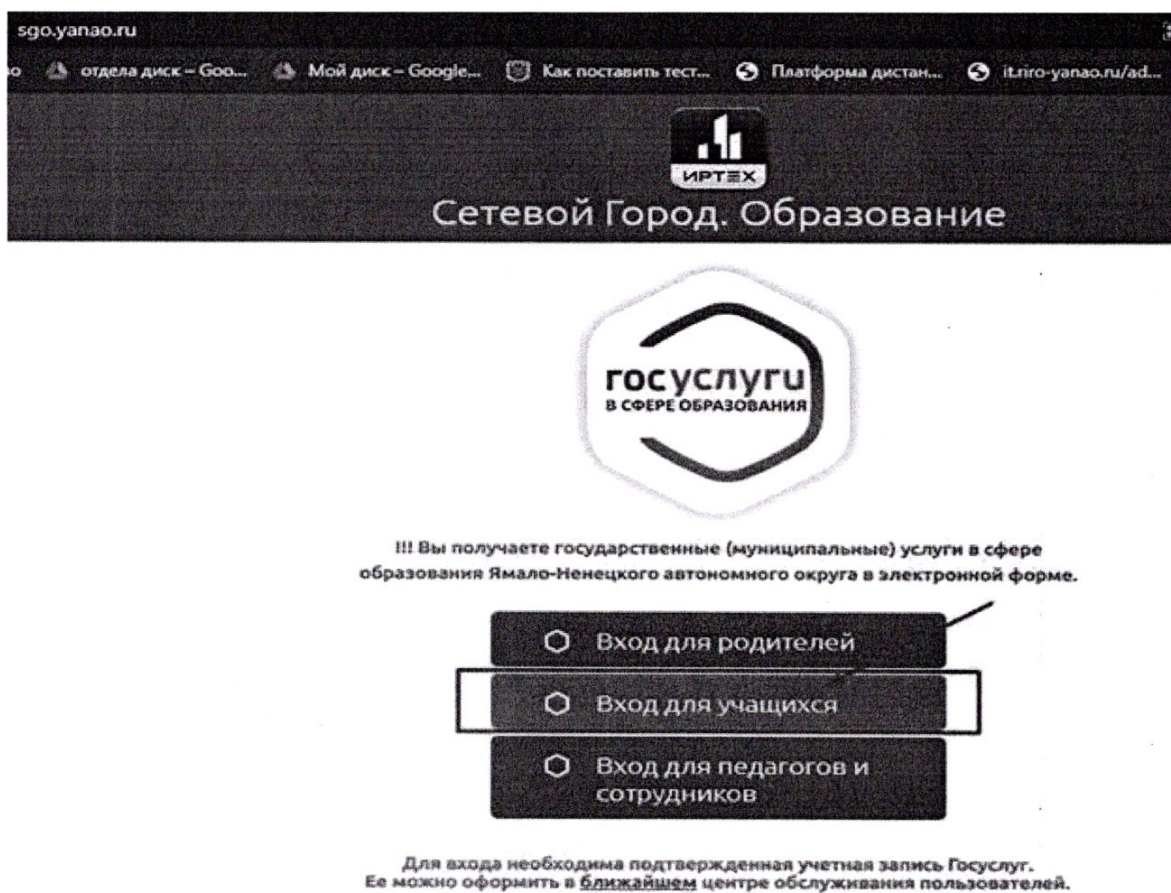 sgo.yanao.ru
отдела диск – Goo... Мой диск – Google... Как поставить тест... Платформа дистан... it.riro-yanao.ru/ad...
ИРТЕХ
Сетевой Город. Образование
госуслуги
В СФЕРЕ ОБРАЗОВАНИЯ
!!! Вы получаете государственные (муниципальные) услуги в сфере
образования Ямало-Ненецкого автономного округа в электронной форме.
Вход для родителей
Вход для учащихся
Вход для педагогов и
сотрудников
Для входа необходима подтвержденная учетная запись Госуслуг.
Ее можно оформить в ближайшем центре обслуживания пользователей.